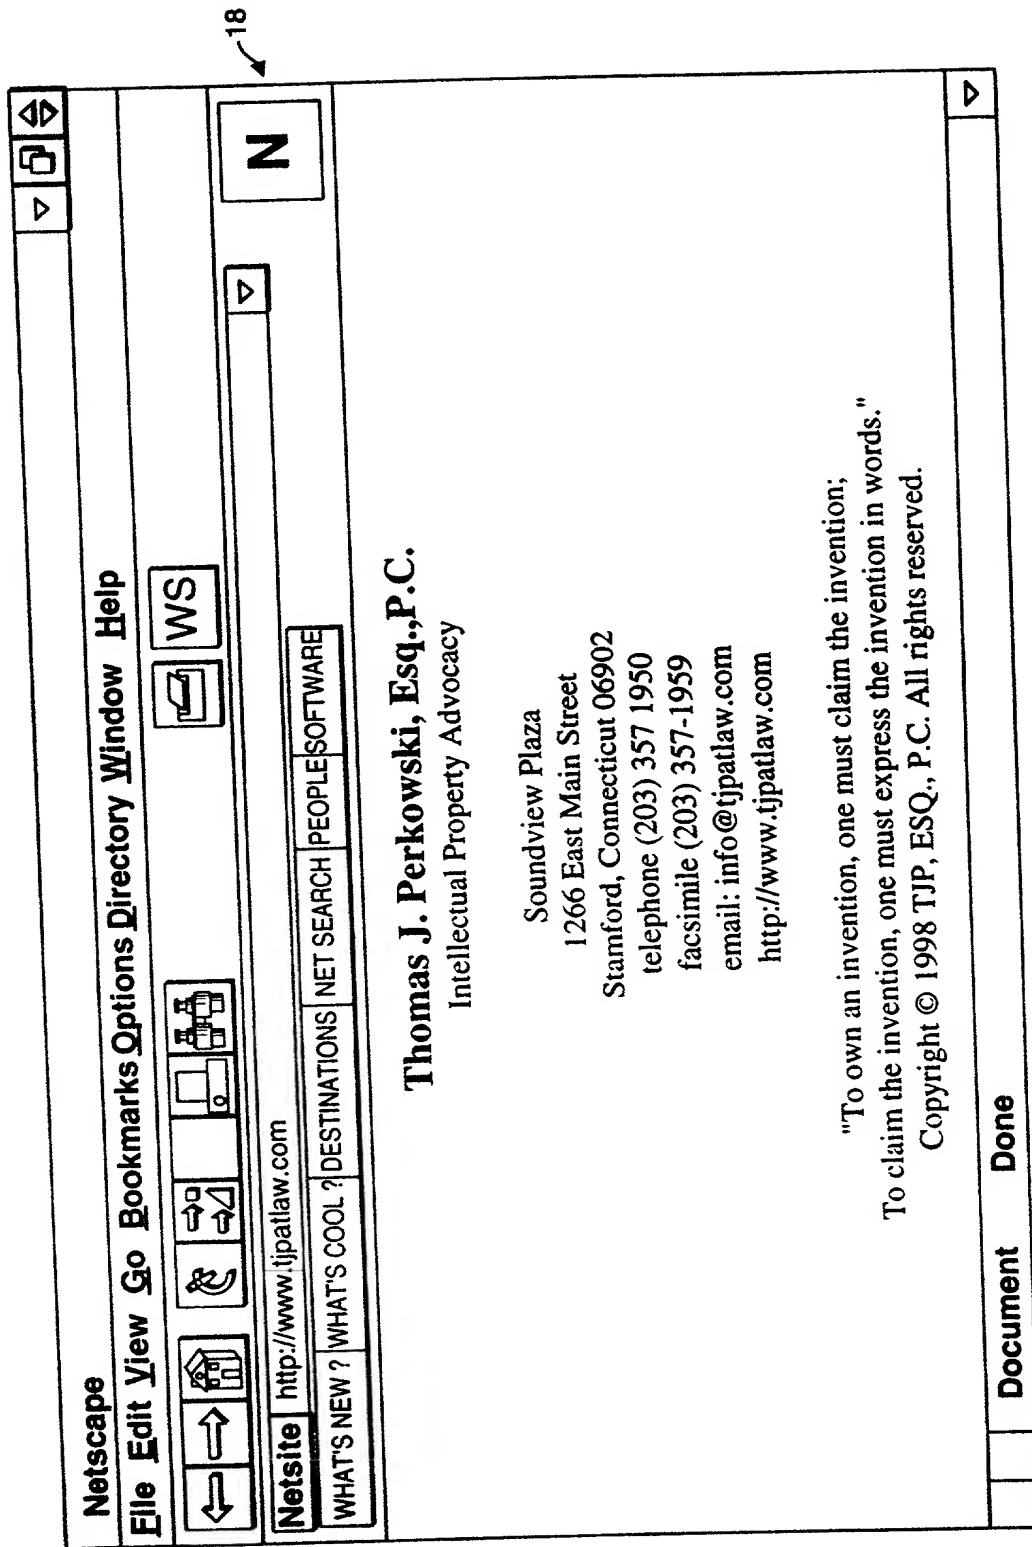 18
Netscape
File Edit View Go Bookmarks Options Directory Window Help
WS
N
Netsite http://www.tjpatlaw.com
WHAT'S NEW ? WHAT'S COOL ? DESTINATIONS NET SEARCH PEOPLE SOFTWARE
Thomas J. Perkowski, Esq.,P.C.
Intellectual Property Advocacy
Soundview Plaza
1266 East Main Street
Stamford, Connecticut 06902
telephone (203) 357 1950
facsimile (203) 357-1959
email: info@tjpatlaw.com
http://www.tjpatlaw.com
"To own an invention, one must claim the invention;
To claim the invention, one must express the invention in words."
Copyright © 1998 TJP, ESQ., P.C. All rights reserved.
Document Done